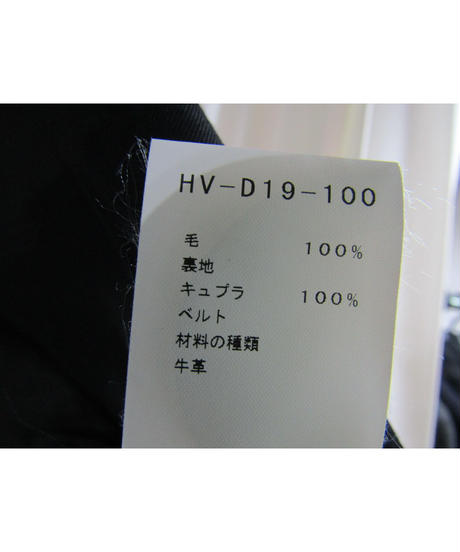 HV-D19-100
毛 100%
裏地
キュプラ 100%
ベルト
材料の種類
牛革